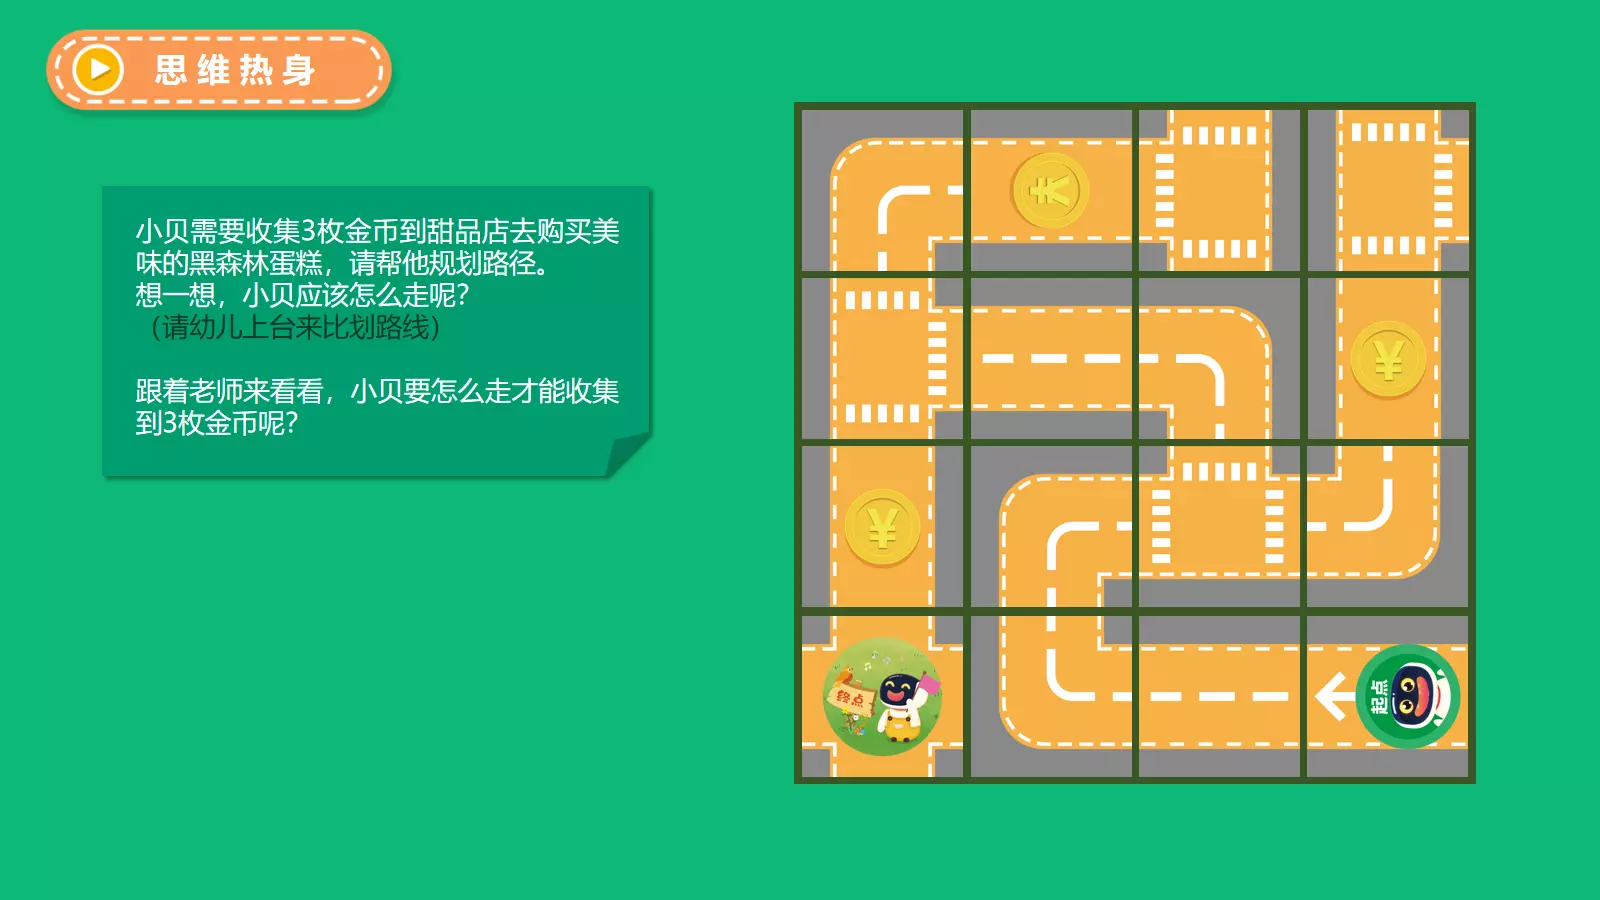 思维热身
小贝需要收集3枚金币到甜品店去购买美
味的黑森林蛋糕，请帮他规划路径。
想一想，小贝应该怎么走呢？
（请幼儿上台来比划路线）
跟着老师来看看，小贝要怎么走才能收集
到3枚金币呢？
¥
¥
¥
终点
起点